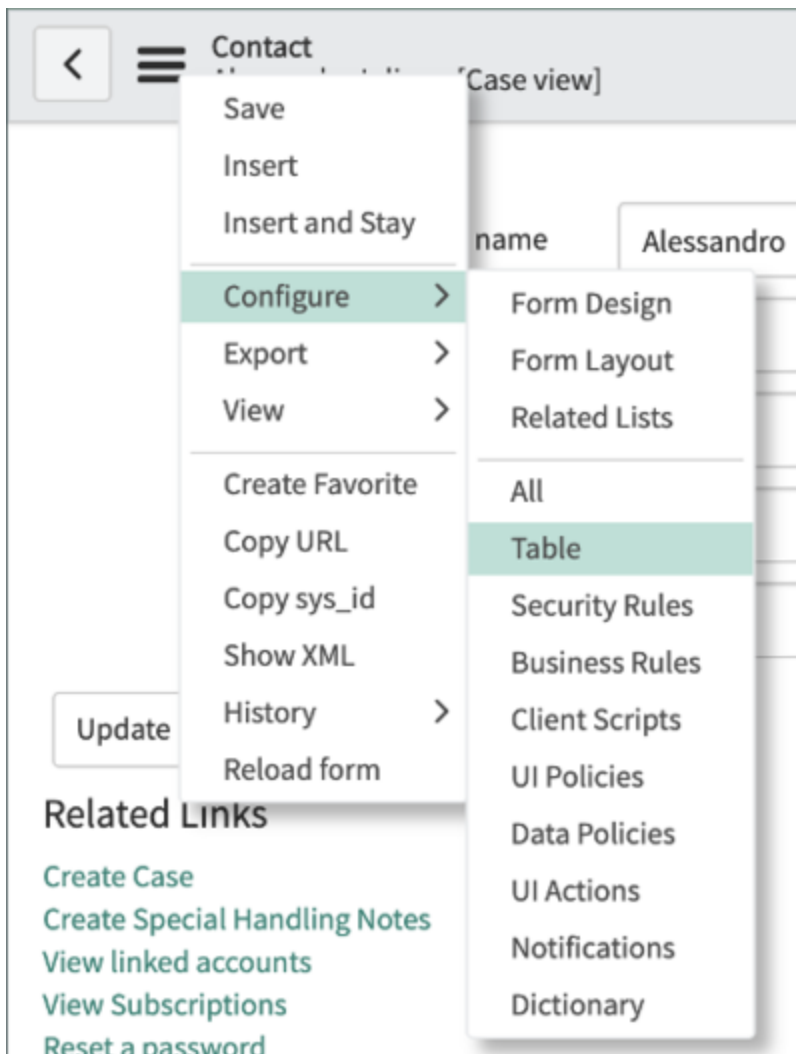 Contact
[Case view]
Save
Insert
Insert and Stay
name
Alessandro
Configure
Export
View
Create Favorite
Copy URL
Copy sys_id
Show XML
History
Reload form
Form Design
Form Layout
Related Lists
All
Table
Security Rules
Business Rules
Client Scripts
UI Policies
Data Policies
UI Actions
Notifications
Dictionary
Update
Related Links
Create Case
Create Special Handling Notes
View linked accounts
View Subscriptions
Reset a password